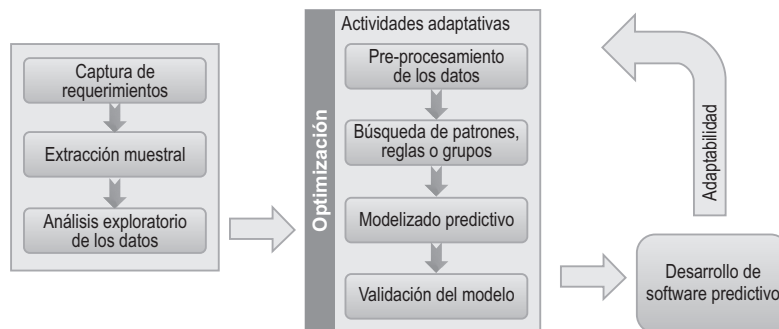 Captura de
requerimientos
Extracción muestral
Análisis exploratorio
de los datos
Optimización
Actividades adaptativas
Pre-procesamiento
de los datos
Búsqueda de patrones,
reglas o grupos
Modelizado predictivo
Validación del modelo
Adaptabilidad
Desarrollo de
software predictivo